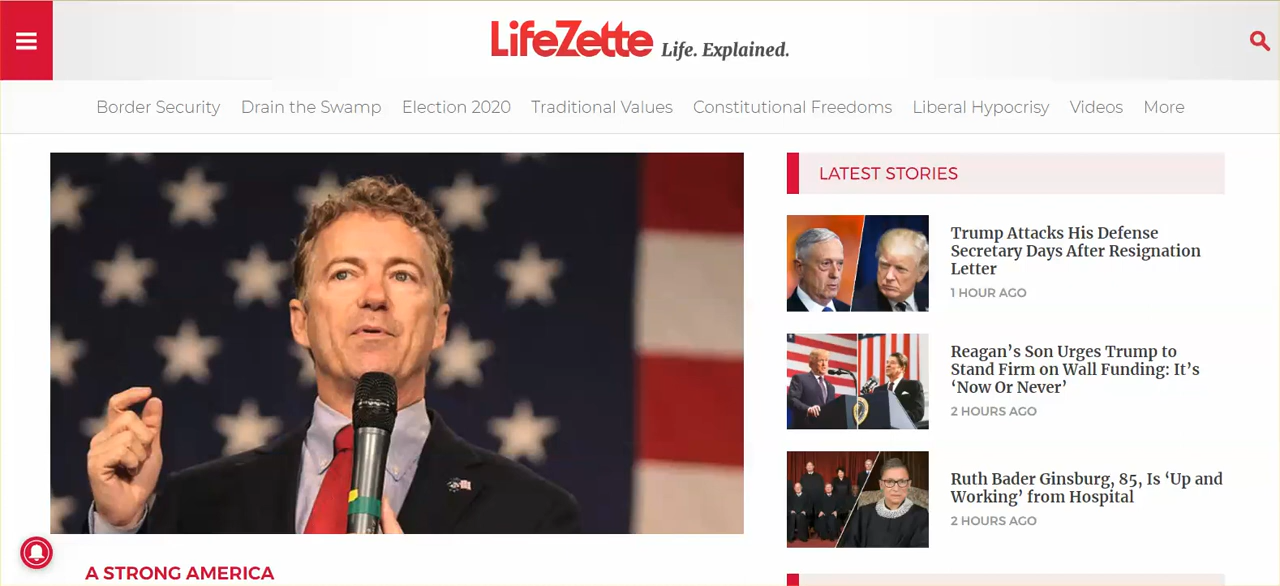 LifeZette Life. Explained.
Border Security Drain the Swamp Election 2020 Traditional Values Constitutional Freedoms Liberal Hypocrisy Videos More
LATEST STORIES
Trump Attacks His Defense
Secretary Days After Resignation
Letter
1 HOUR AGO
Reagan’s Son Urges Trump to
Stand Firm on Wall Funding: It’s
‘Now Or Never’
2 HOURS AGO
Ruth Bader Ginsburg, 85, Is ‘Up and
Working’ from Hospital
2 HOURS AGO
A STRONG AMERICA